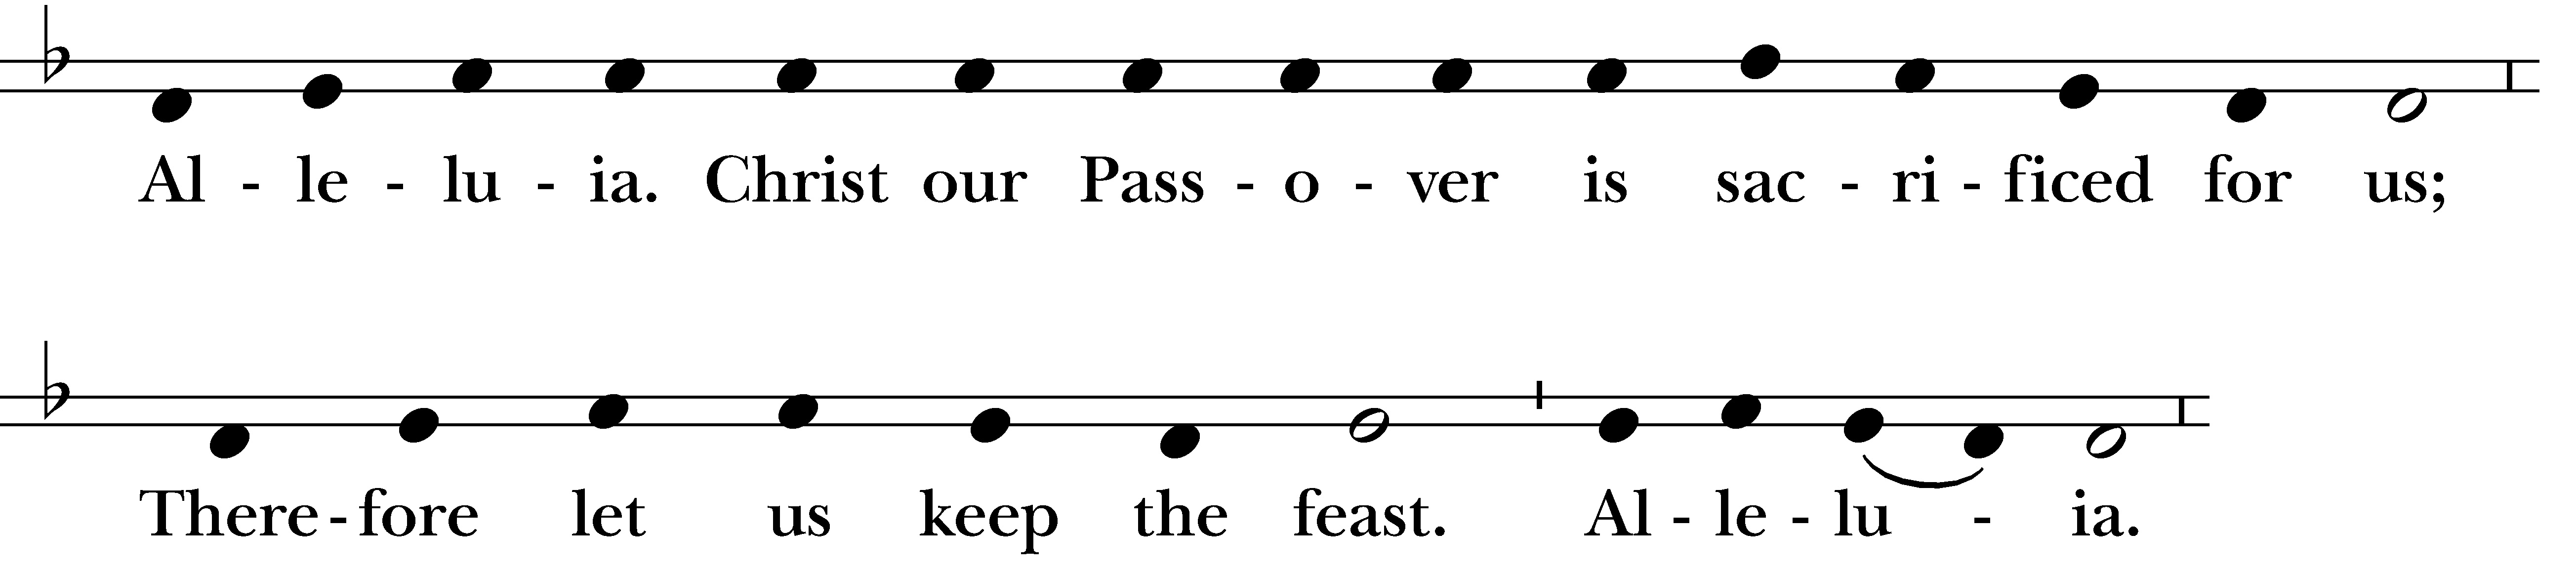 Al - le - lu - ia. Christ our Pass - o - ver is sac - ri - ficed for us;
There - fore let us keep the feast. Al - le - lu - ia.